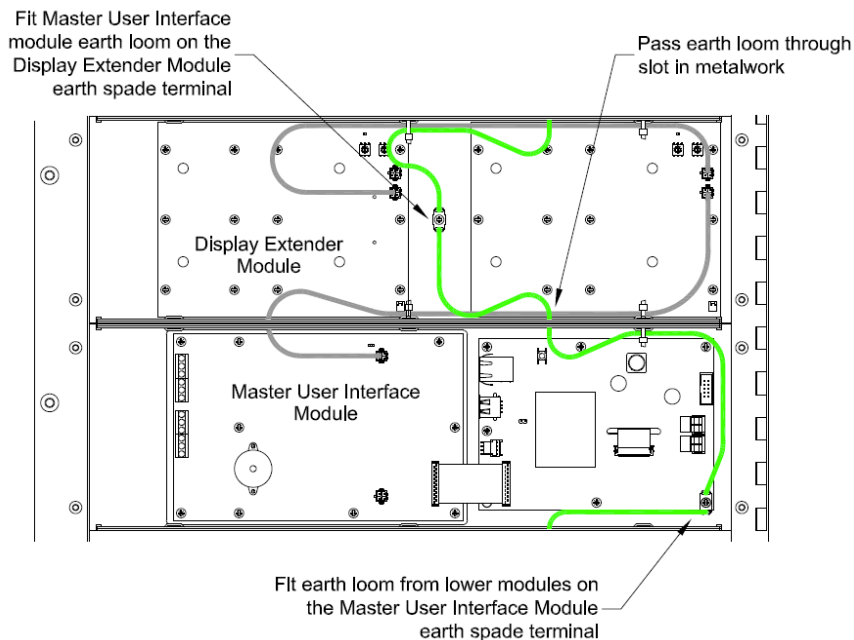 Fit Master User Interface
module earth loom on the
Display Extender Module
earth spade terminal
Pass earth loom through
slot in metalwork
Display Extender
Module
Master User Interface
Module
FIt earth loom from lower modules on
the Master User Interface Module
earth spade terminal